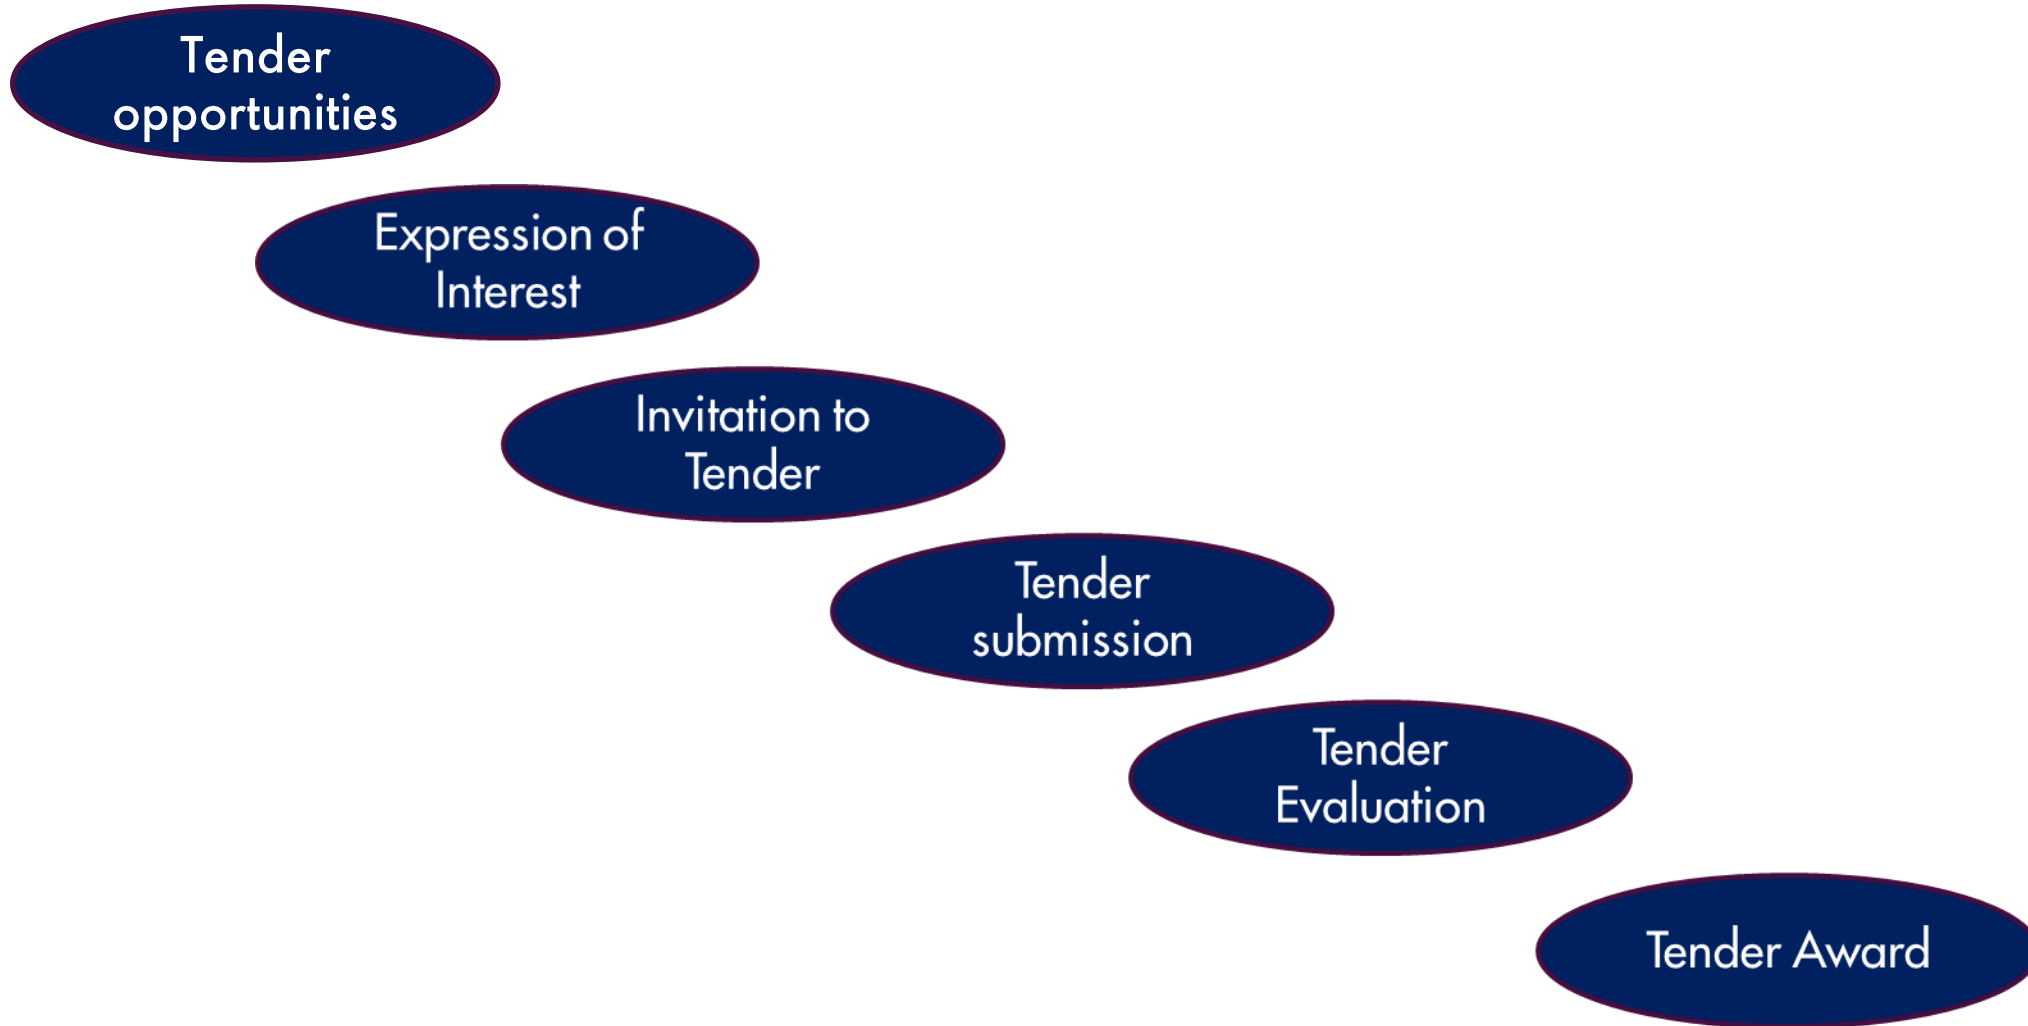 Tender
opportunities
Expression of
Interest
Invitation to
Tender
Tender
submission
Tender
Evaluation
Tender Award